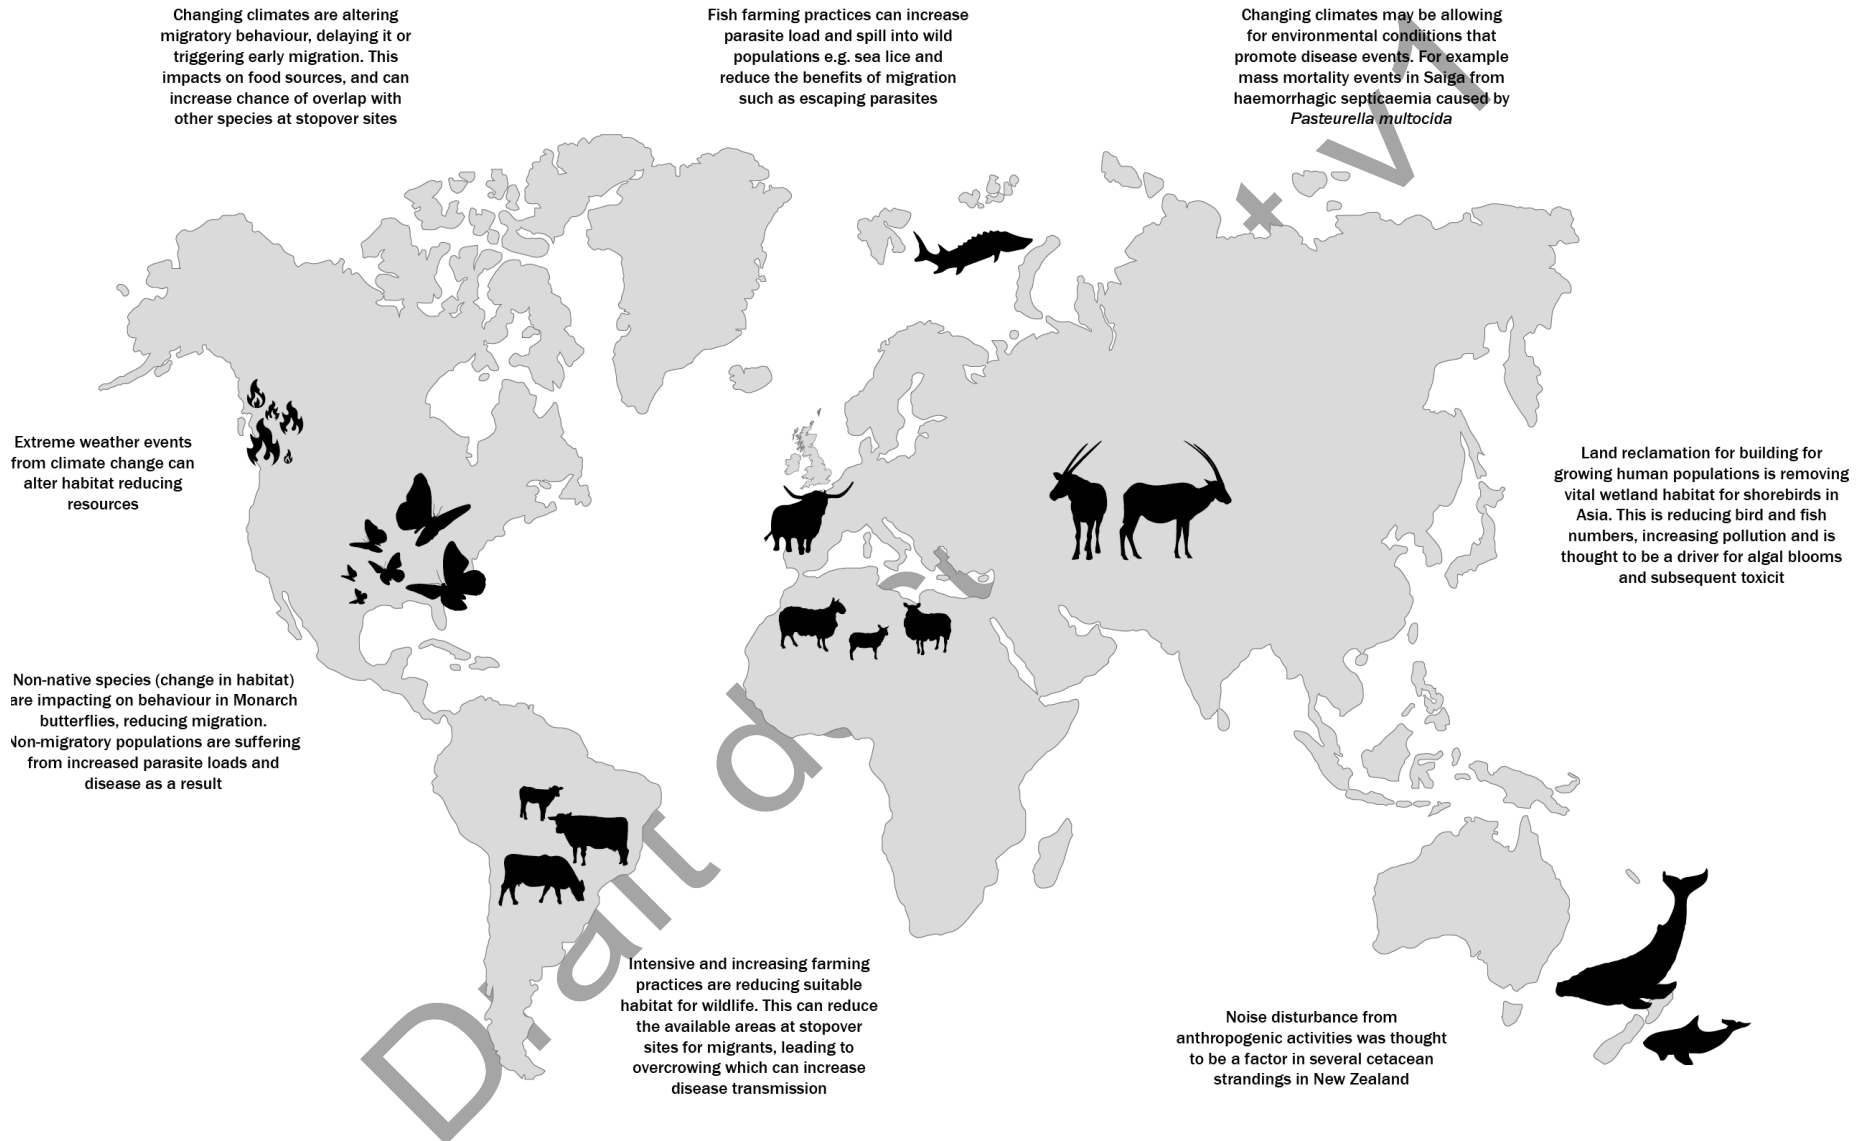 Changing climates are altering
migratory behaviour, delaying it or
triggering early migration. This
impacts on food sources, and can
increase chance of overlap with
other species at stopover sites
Fish farming practices can increase
parasite load and spill into wild
populations e.g. sea lice and
reduce the benefits of migration
such as escaping parasites
Changing climates may be allowing
for environmental condiitions that
promote disease events. For example
mass mortality events in Saiga from
haemorrhagic septicaemia caused by
Pasteurella multocida
Extreme weather events
from climate change can
alter habitat reducing
resources
Land reclamation for building for
growing human populations is removing
vital wetland habitat for shorebirds in
Asia. This is reducing bird and fish
numbers, increasing pollution and is
thought to be a driver for algal blooms
and subsequent toxicit
Non-native species (change in habitat)
are impacting on behaviour in Monarch
butterflies, reducing migration.
Non-migratory populations are suffering
from increased parasite loads and
disease as a result
Intensive and increasing farming
practices are reducing suitable
habitat for wildlife. This can reduce
the available areas at stopover
sites for migrants, leading to
overcrowing which can increase
disease transmission
Noise disturbance from
anthropogenic activities was thought
to be a factor in several cetacean
strandings in New Zealand
Draft v1